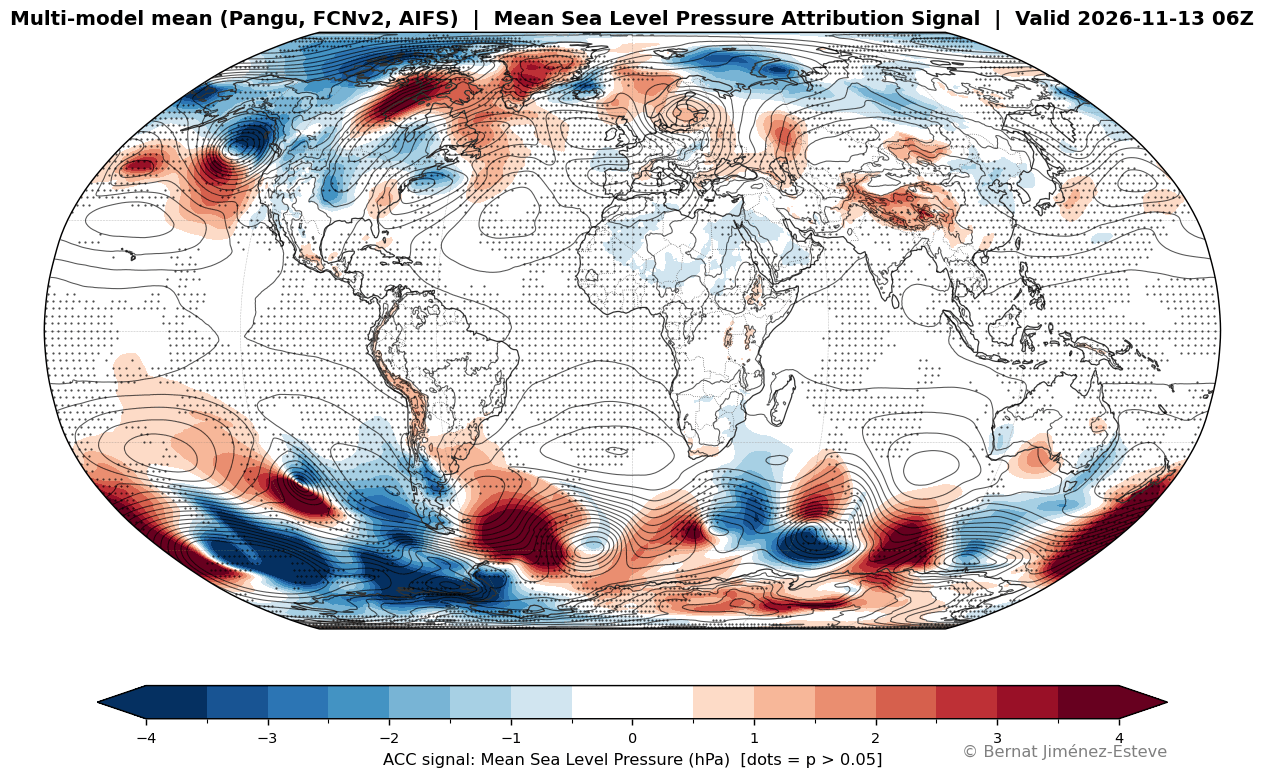 Multi-model mean (Pangu, FCNv2, AIFS)  |  Mean Sea Level Pressure Attribution Signal  |  Valid 2026-11-13 06Z
−4 −3 −2 −1 0 1 2 3 4
ACC signal: Mean Sea Level Pressure (hPa)  [dots = p > 0.05]
© Bernat Jiménez-Esteve